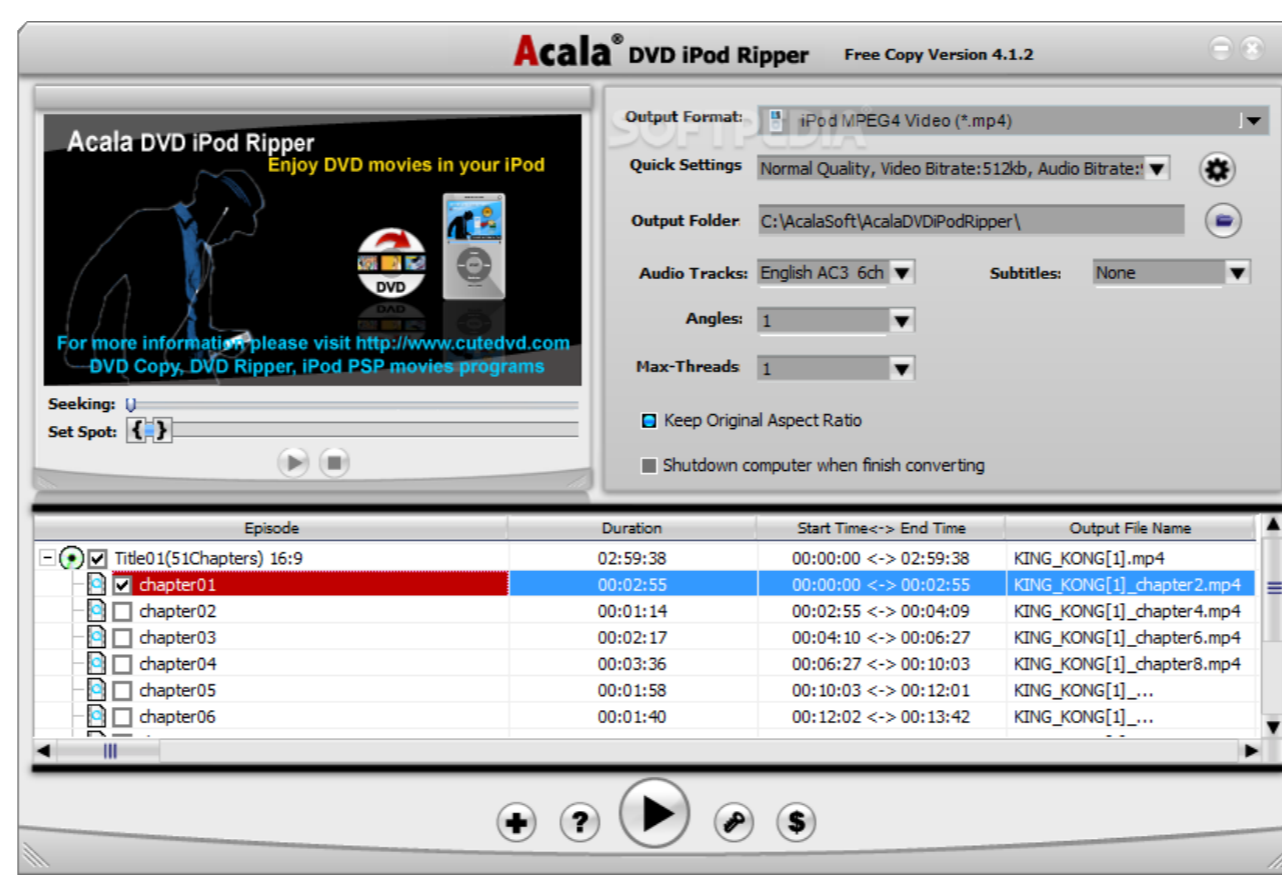 Acala® DVD iPod Ripper Free Copy Version 4.1.2
Acala DVD iPod Ripper
Enjoy DVD movies in your iPod
DVD
For more information please visit http://www.cutedvd.com
DVD Copy, DVD Ripper, iPod PSP movies programs
Seeking:
Set Spot: { }
SOFTPEDIA®
Output Format: iPod MPEG4 Video (*.mp4)
Quick Settings Normal Quality, Video Bitrate:512kb, Audio Bitrate:
Output Folder: C:\AcalaSoft\AcalaDVDiPodRipper\
Audio Tracks: English AC3 6ch Subtitles: None
Angles: 1
Max-Threads 1
Keep Original Aspect Ratio
Shutdown computer when finish converting
Episode Duration Start Time<-> End Time Output File Name
Title01(51Chapters) 16:9 02:59:38 00:00:00 <-> 02:59:38 KING_KONG[1].mp4
chapter01 00:02:55 00:00:00 <-> 00:02:55 KING_KONG[1]_chapter2.mp4
chapter02 00:01:14 00:02:55 <-> 00:04:09 KING_KONG[1]_chapter4.mp4
chapter03 00:02:17 00:04:10 <-> 00:06:27 KING_KONG[1]_chapter6.mp4
chapter04 00:03:36 00:06:27 <-> 00:10:03 KING_KONG[1]_chapter8.mp4
chapter05 00:01:58 00:10:03 <-> 00:12:01 KING_KONG[1]_...
chapter06 00:01:40 00:12:02 <-> 00:13:42 KING_KONG[1]_...
? $